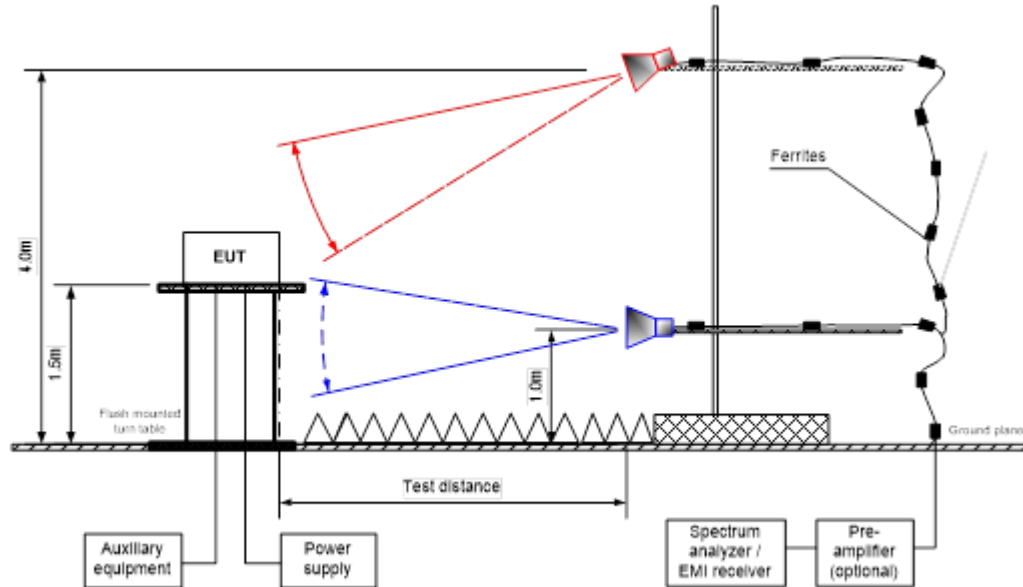 Ferrites
EUT
4.0m
1.5m
1.0m
Flush mounted
turn table
Ground plane
Test distance
Auxiliary
equipment
Power
supply
Spectrum
analyzer /
EMI receiver
Pre-
amplifier
(optional)